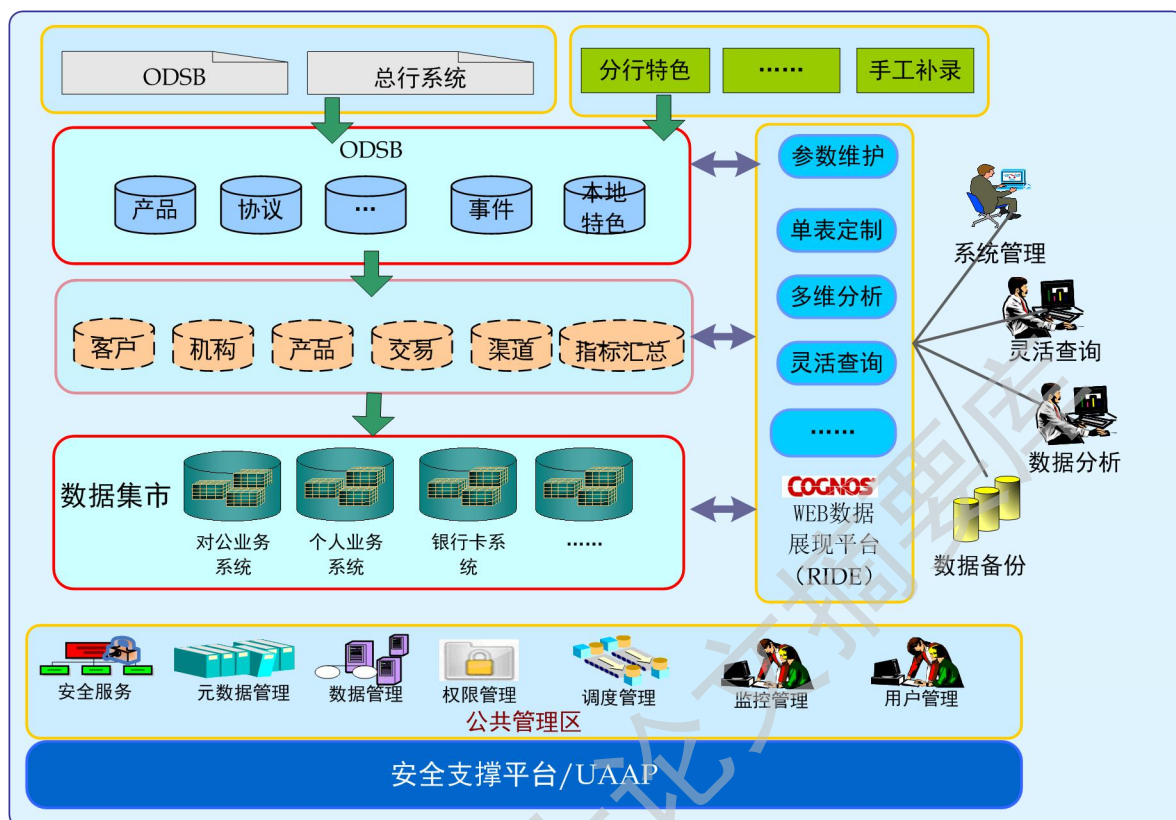 ODSB
总行系统
分行特色
……
手工补录
ODSB
产品
协议
…
事件
本地
特色
客户
机构
产品
交易
渠道
指标汇总
数据集市
对公业务
系统
个人业务
系统
银行卡系
统
……
参数维护
单表定制
多维分析
灵活查询
……
COGNOS
WEB数据
展现平台
（RIDE）
系统管理
灵活查询
数据分析
数据备份
安全服务
元数据管理
数据管理
权限管理
调度管理
监控管理
用户管理
公共管理区
安全支撑平台/UAAP
论文摘要库